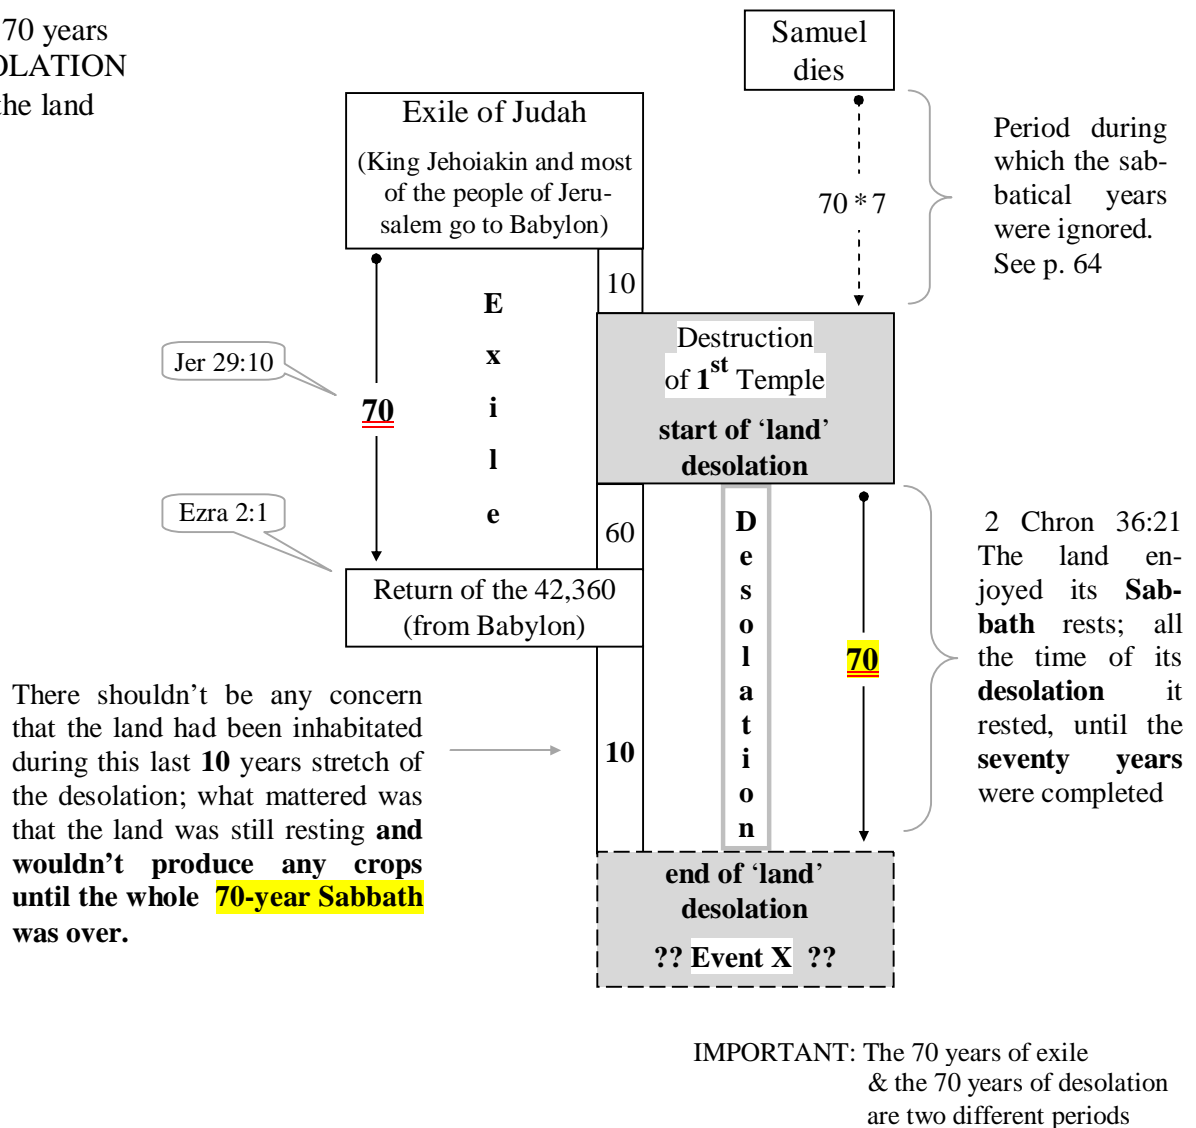 70 years
OLATION
the land
Samuel
dies
Exile of Judah
(King Jehoiakin and most
of the people of Jeru-
salem go to Babylon)
70 * 7
Period during
which the sab-
batical years
were ignored.
See p. 64
10
E
x
i
l
e
Jer 29:10
70
Destruction
of 1st Temple
start of ‘land’
desolation
Ezra 2:1
60
Return of the 42,360
(from Babylon)
D
e
s
o
l
a
t
i
o
n
70
2 Chron 36:21
The land en-
joyed its Sab-
bath rests; all
the time of its
desolation it
rested, until the
seventy years
were completed
There shouldn’t be any concern
that the land had been inhabitated
during this last 10 years stretch of
the desolation; what mattered was
that the land was still resting and
wouldn’t produce any crops
until the whole 70-year Sabbath
was over.
10
end of ‘land’
desolation
?? Event X ??
IMPORTANT: The 70 years of exile
& the 70 years of desolation
are two different periods